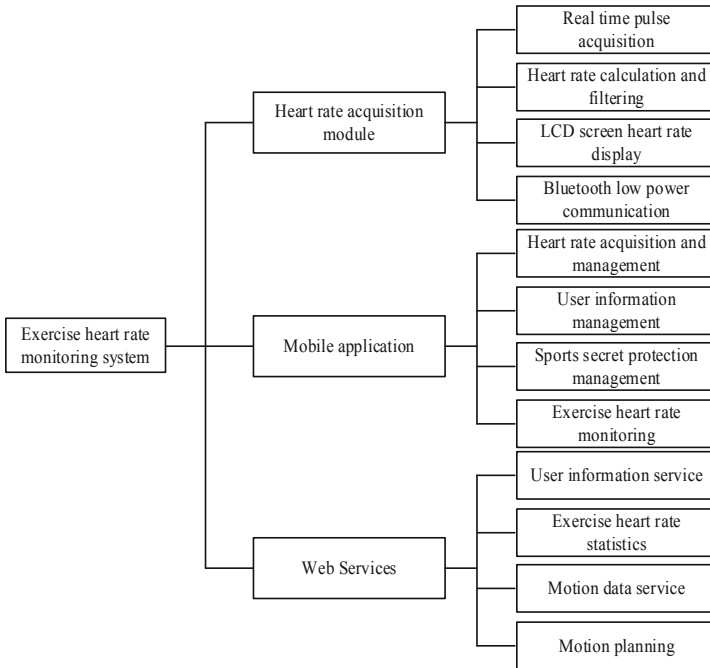 Exercise heart rate
monitoring system
Heart rate acquisition
module
Real time pulse
acquisition
Heart rate calculation and
filtering
LCD screen heart rate
display
Bluetooth low power
communication
Mobile application
Heart rate acquisition and
management
User information
management
Sports secret protection
management
Exercise heart rate
monitoring
Web Services
User information service
Exercise heart rate
statistics
Motion data service
Motion planning